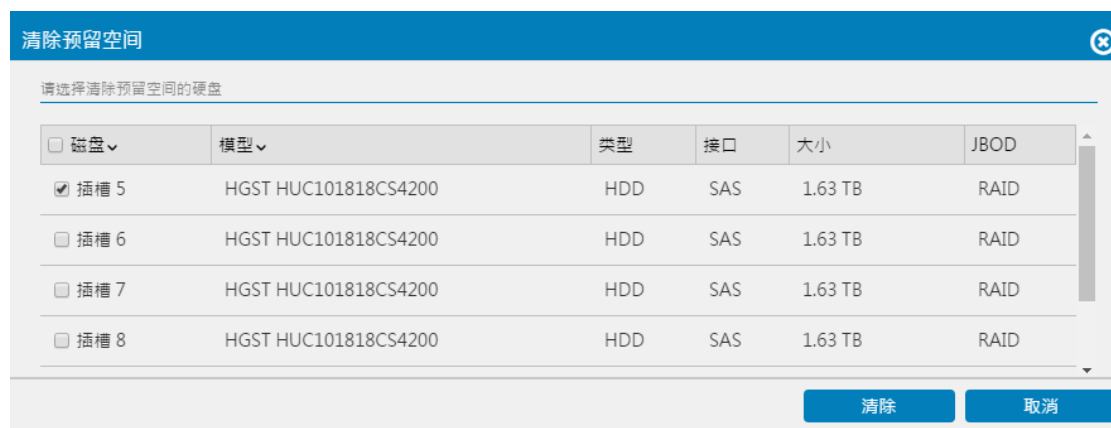 清除预留空间
请选择清除预留空间的硬盘
磁盘 模型 类型 接口 大小 JBOD
插槽 5 HGST HUC101818CS4200 HDD SAS 1.63 TB RAID
插槽 6 HGST HUC101818CS4200 HDD SAS 1.63 TB RAID
插槽 7 HGST HUC101818CS4200 HDD SAS 1.63 TB RAID
插槽 8 HGST HUC101818CS4200 HDD SAS 1.63 TB RAID
清除 取消